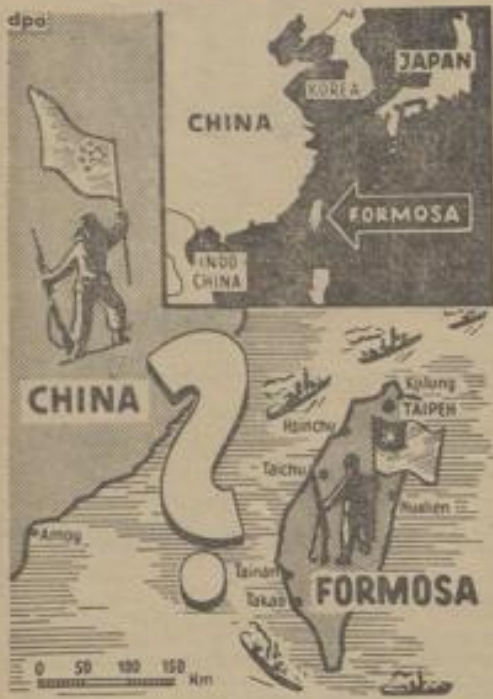 dpa
JAPAN
KOREA
CHINA
FORMOSA
INDO
CHINA
CHINA
Kilung
TAIPEH
Hsinchu
Taichu
Hualien
Amoy
Tainan
Takao
FORMOSA
0 50 100 150
Km